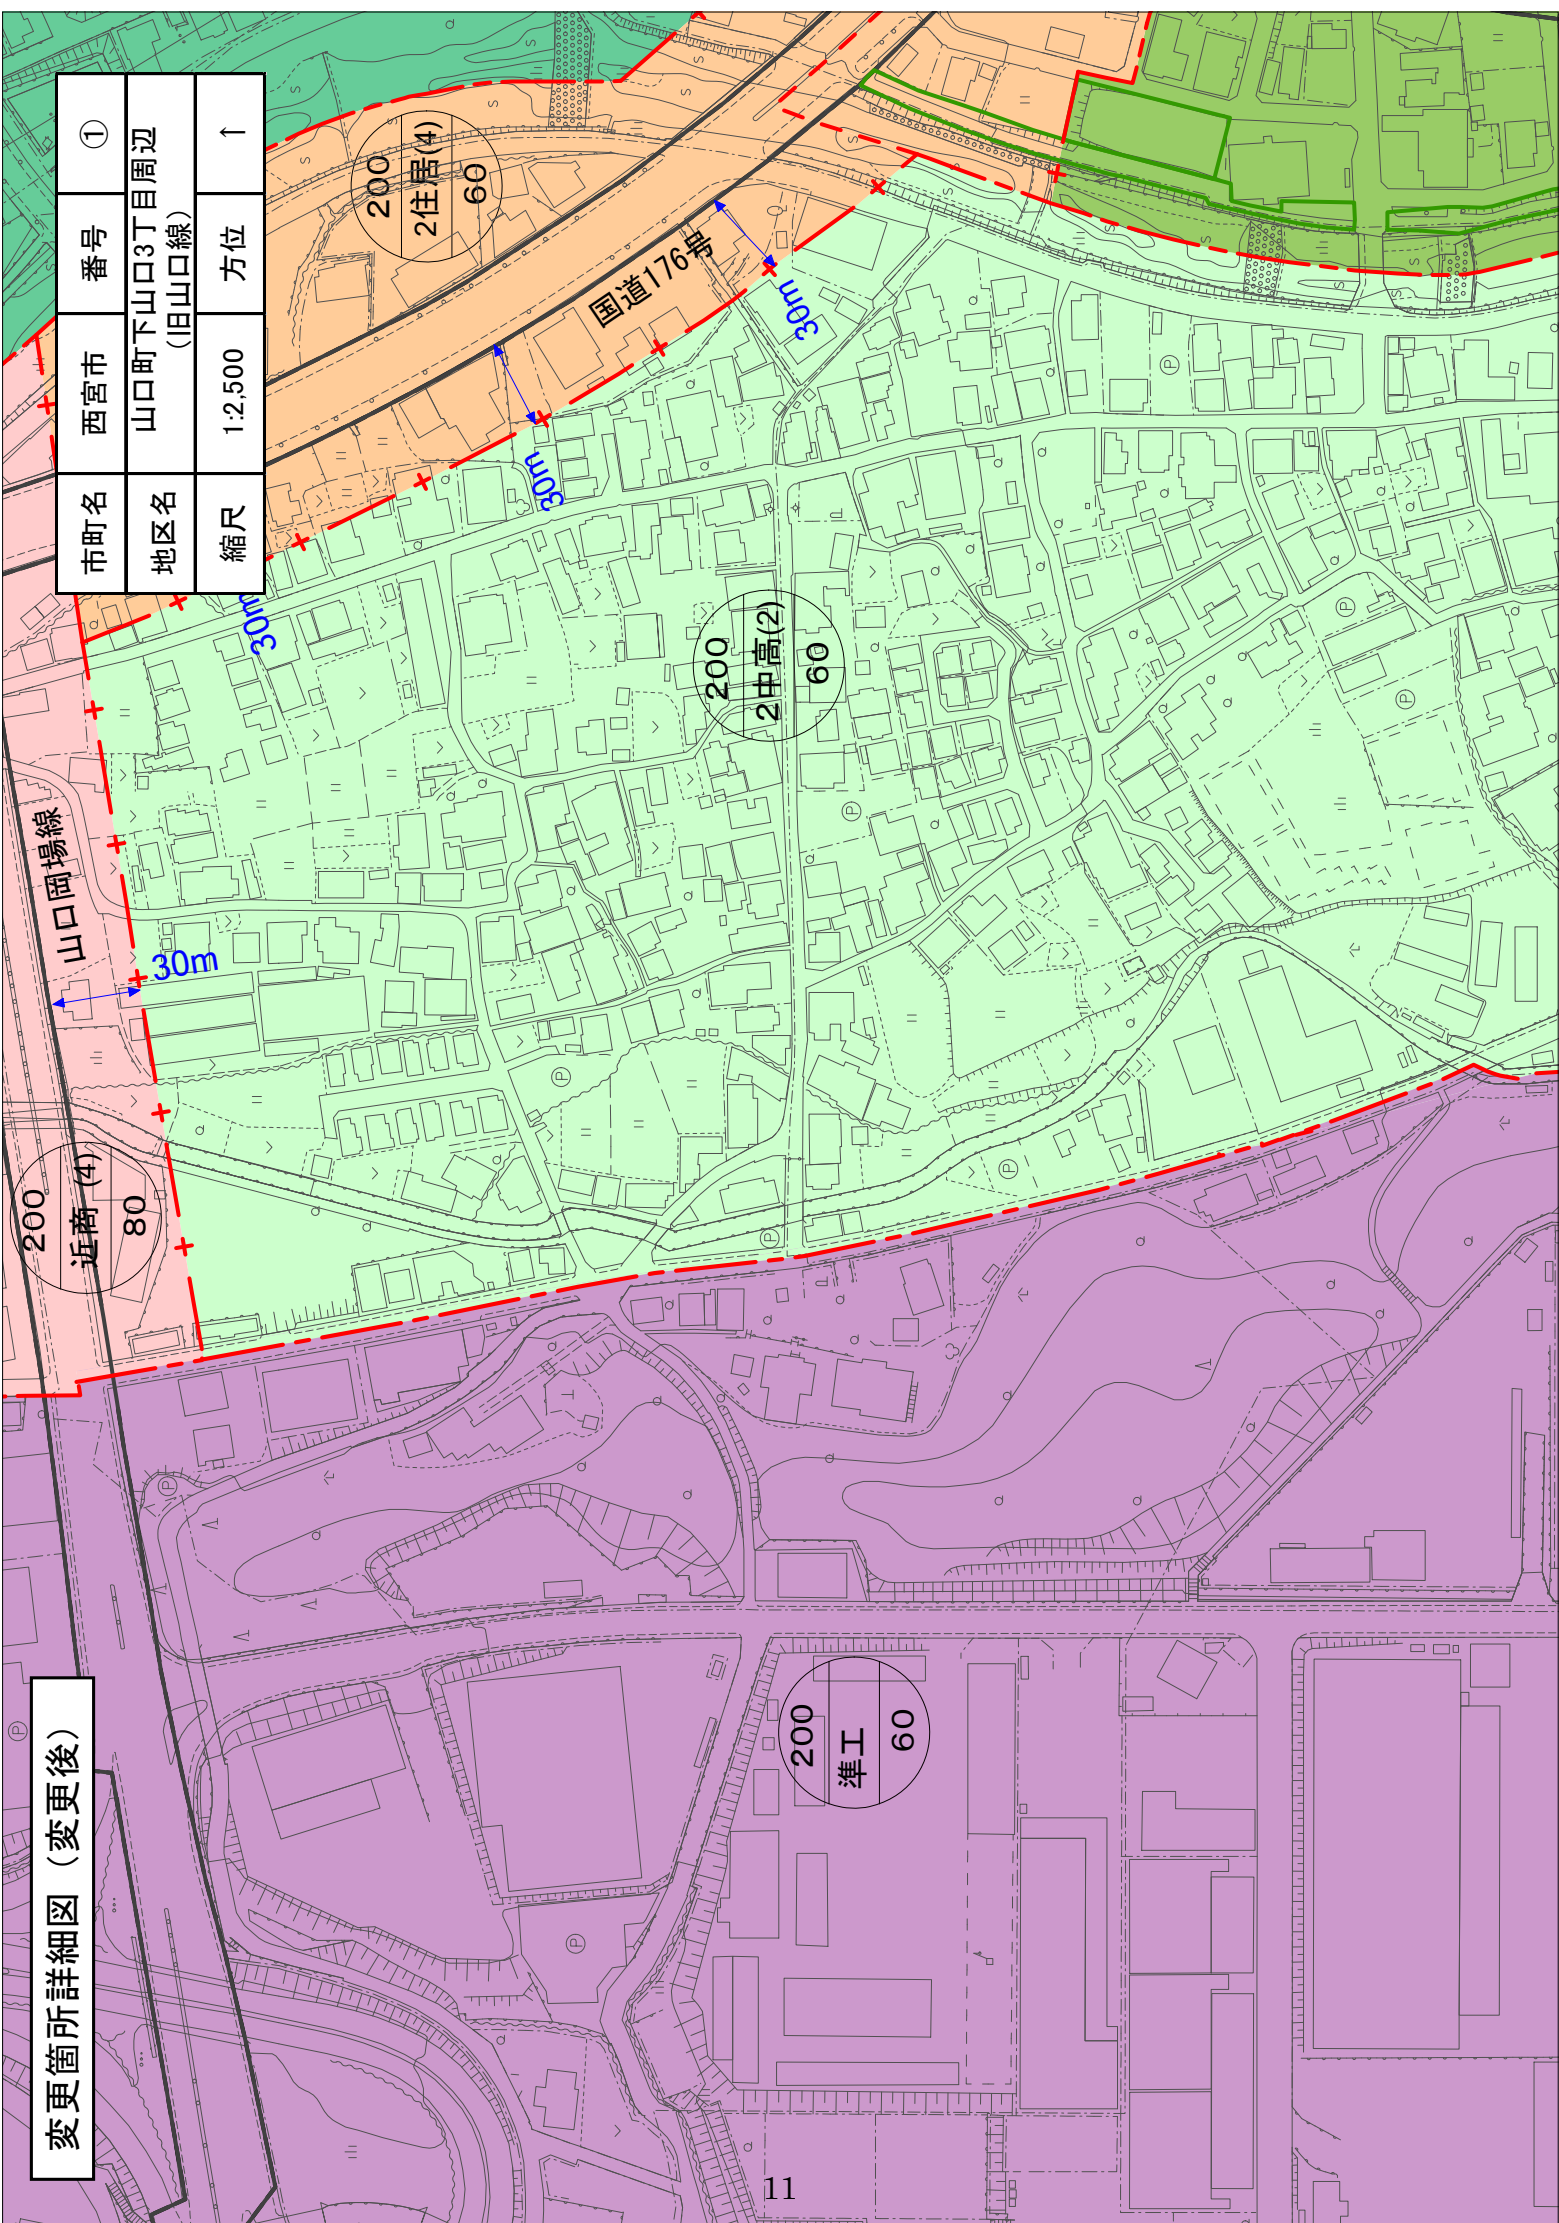 変更箇所詳細図（変更後）
市町名 西宮市 番号 ①
地区名 山口町下山口3丁目周辺
（旧山口線）
縮尺 1:2,500 方位 ↑
200
近商 (4)
80
山口岡場線
30m
30m
200
2住居(4)
60
国道176号
30m
30m
200
2中高(2)
60
200
準工
60
P
P
P
P
P
P
P
P
P
P
11